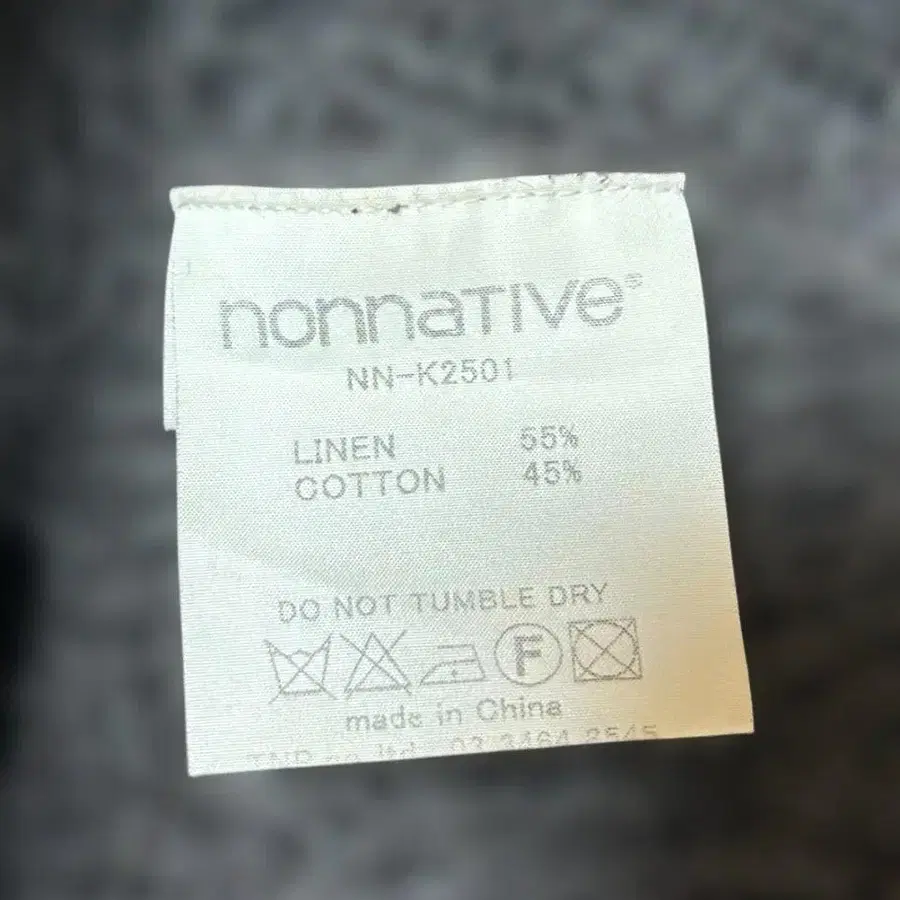 nonnative
NN-K2501
LINEN 55%
COTTON 45%
DO NOT TUMBLE DRY
F
made in China